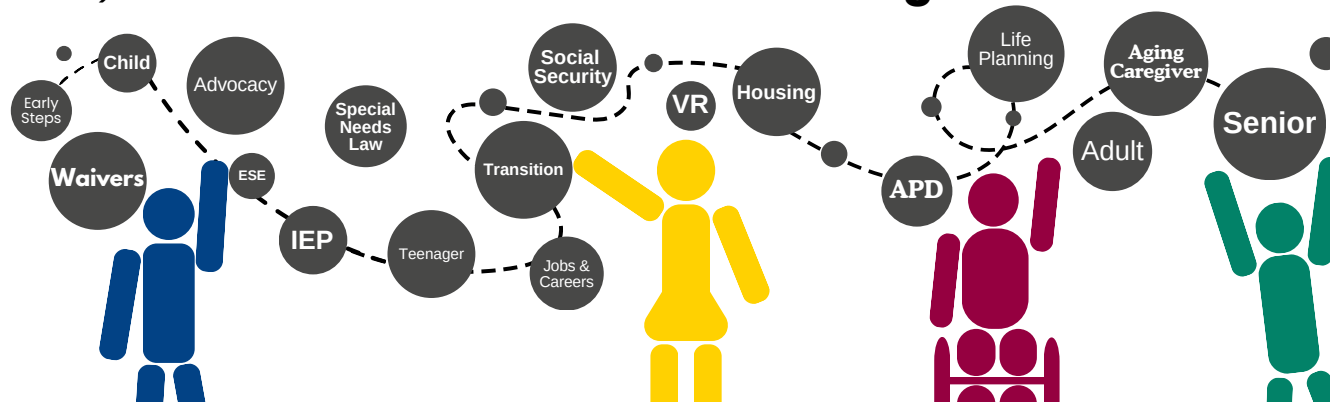 Child
Early
Steps
Advocacy
Waivers
Special
Needs
Law
ESE
IEP
Teenager
Transition
Jobs &
Careers
Social
Security
VR
Housing
APD
Life
Planning
Aging
Caregiver
Adult
Senior